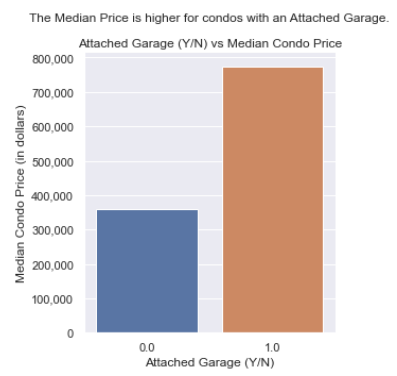 The Median Price is higher for condos with an Attached Garage.
Attached Garage (Y/N) vs Median Condo Price
800,000
700,000
600,000
500,000
400,000
300,000
200,000
100,000
0
Median Condo Price (in dollars)
0.0
1.0
Attached Garage (Y/N)